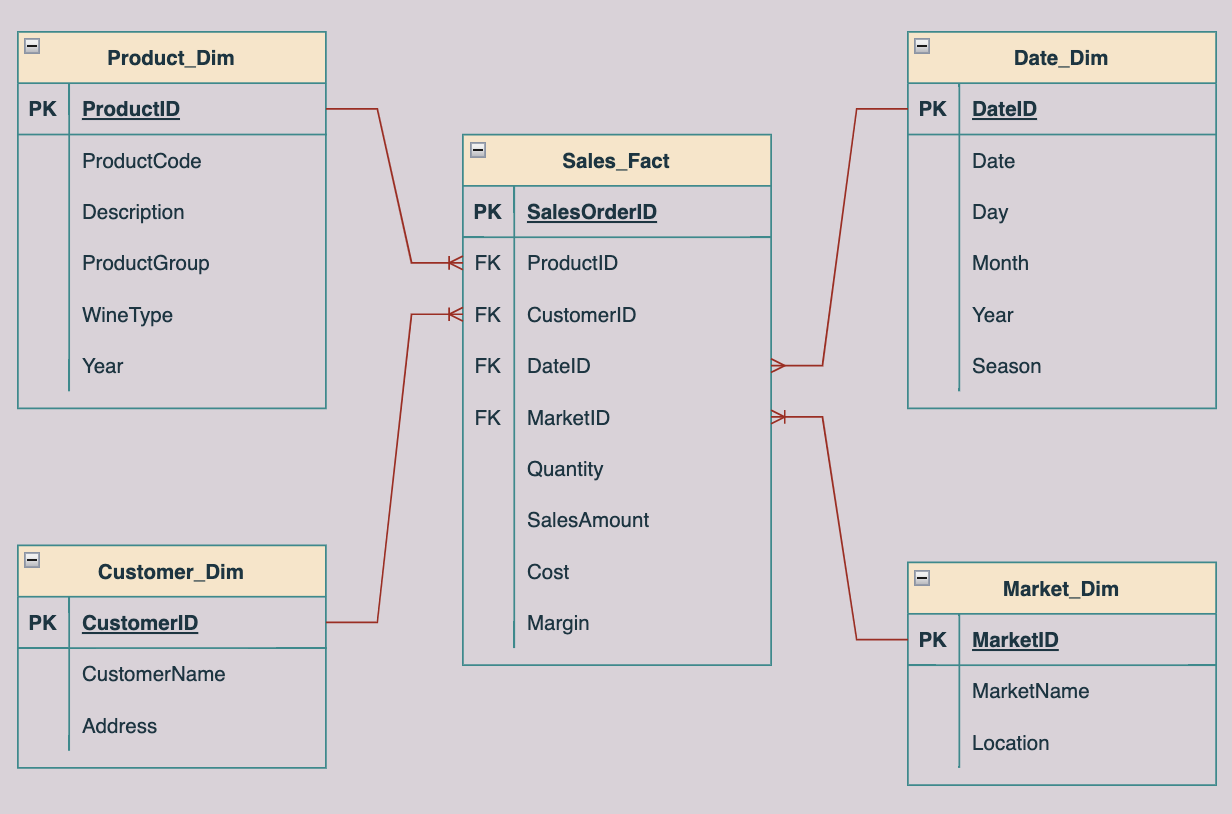 Product_Dim
PK ProductID
ProductCode
Description
ProductGroup
WineType
Year
Customer_Dim
PK CustomerID
CustomerName
Address
Sales_Fact
PK SalesOrderID
FK ProductID
FK CustomerID
FK DateID
FK MarketID
Quantity
SalesAmount
Cost
Margin
Date_Dim
PK DateID
Date
Day
Month
Year
Season
Market_Dim
PK MarketID
MarketName
Location